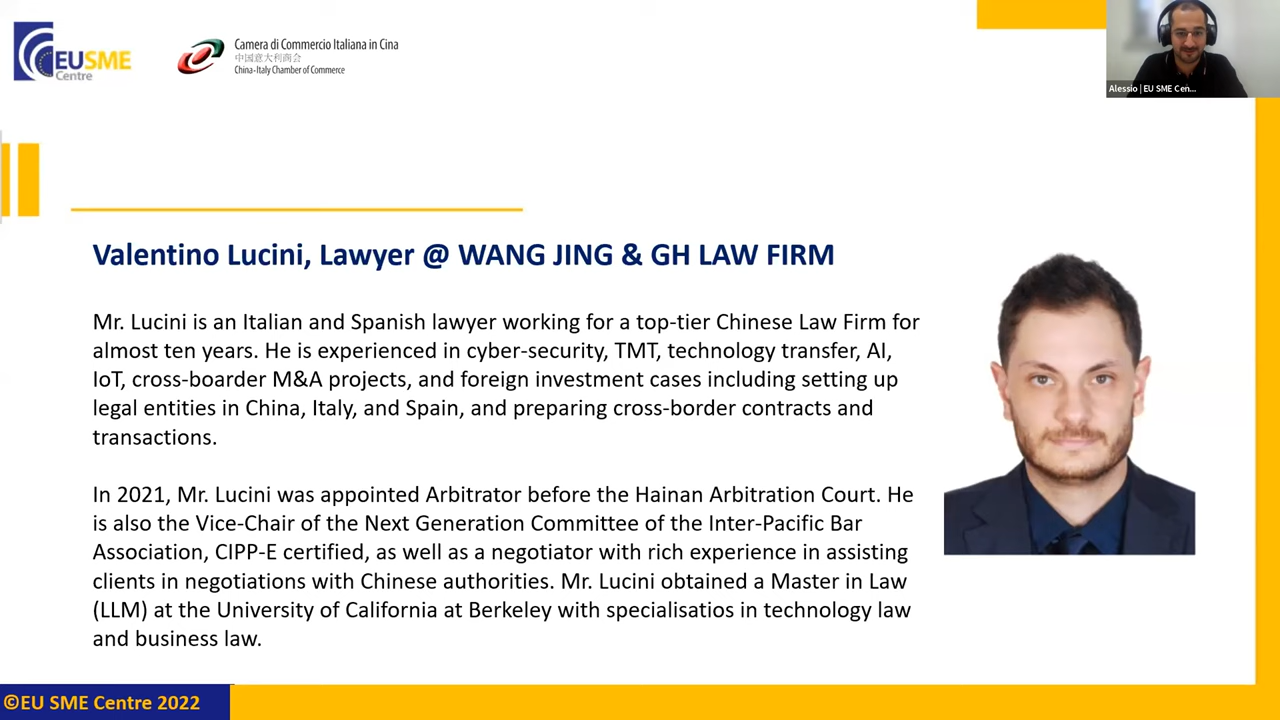 EUSME
Centre
Camera di Commercio Italiana in Cina
中国意大利商会
China-Italy Chamber of Commerce
Alessio | EU SME Cen...
Valentino Lucini, Lawyer @ WANG JING & GH LAW FIRM
Mr. Lucini is an Italian and Spanish lawyer working for a top-tier Chinese Law Firm for
almost ten years. He is experienced in cyber-security, TMT, technology transfer, AI,
IoT, cross-boarder M&A projects, and foreign investment cases including setting up
legal entities in China, Italy, and Spain, and preparing cross-border contracts and
transactions.
In 2021, Mr. Lucini was appointed Arbitrator before the Hainan Arbitration Court. He
is also the Vice-Chair of the Next Generation Committee of the Inter-Pacific Bar
Association, CIPP-E certified, as well as a negotiator with rich experience in assisting
clients in negotiations with Chinese authorities. Mr. Lucini obtained a Master in Law
(LLM) at the University of California at Berkeley with specialisatios in technology law
and business law.
©EU SME Centre 2022